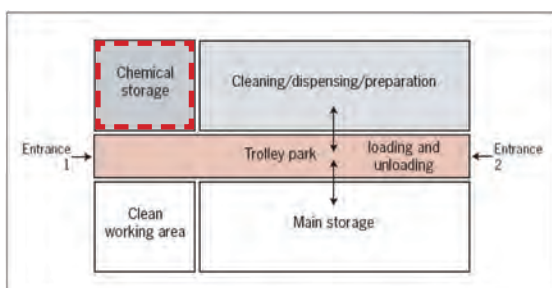 Chemical
storage
Cleaning/dispensing/preparation
Entrance
1
Trolley park
loading and
unloading
Entrance
2
Clean
working area
Main storage